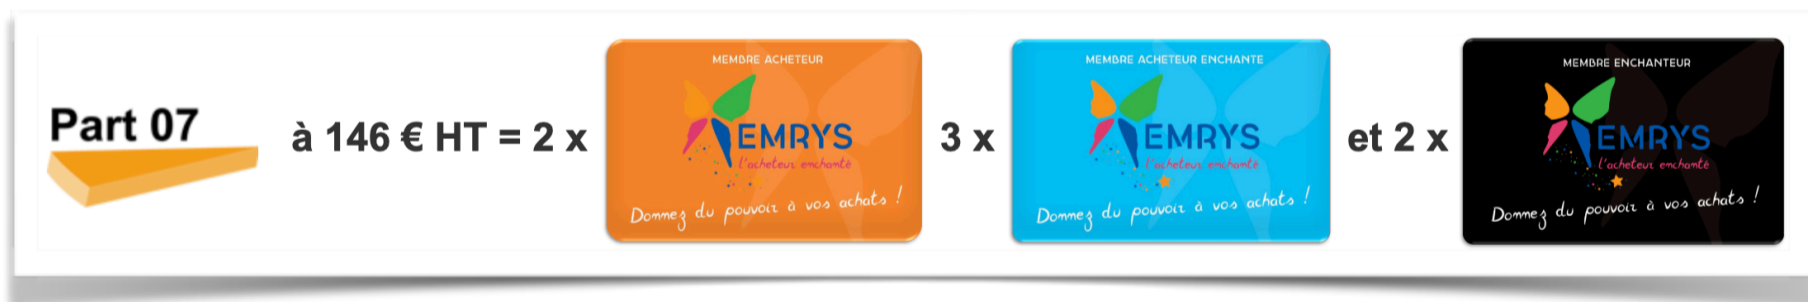 Part 07
à 146 € HT = 2 x
MEMBRE ACHETEUR
EMRYS
l'acheteur enchanté
Donnez du pouvoir à vos achats !
3 x
MEMBRE ACHETEUR ENCHANTE
EMRYS
l'acheteur enchanté
Donnez du pouvoir à vos achats !
et 2 x
MEMBRE ENCHANTEUR
EMRYS
l'acheteur enchanté
Donnez du pouvoir à vos achats !